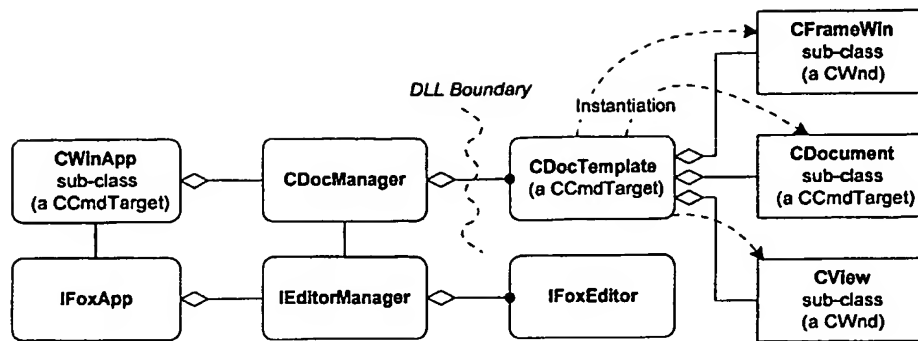 CFrameWin
sub-class
(a CWnd)
DLL Boundary
Instantiation
CWinApp
sub-class
(a CCmdTarget)
CDocManager
CDocTemplate
(a CCmdTarget)
CDocument
sub-class
(a CCmdTarget)
IFoxApp
IEditorManager
IFoxEditor
CView
sub-class
(a CWnd)